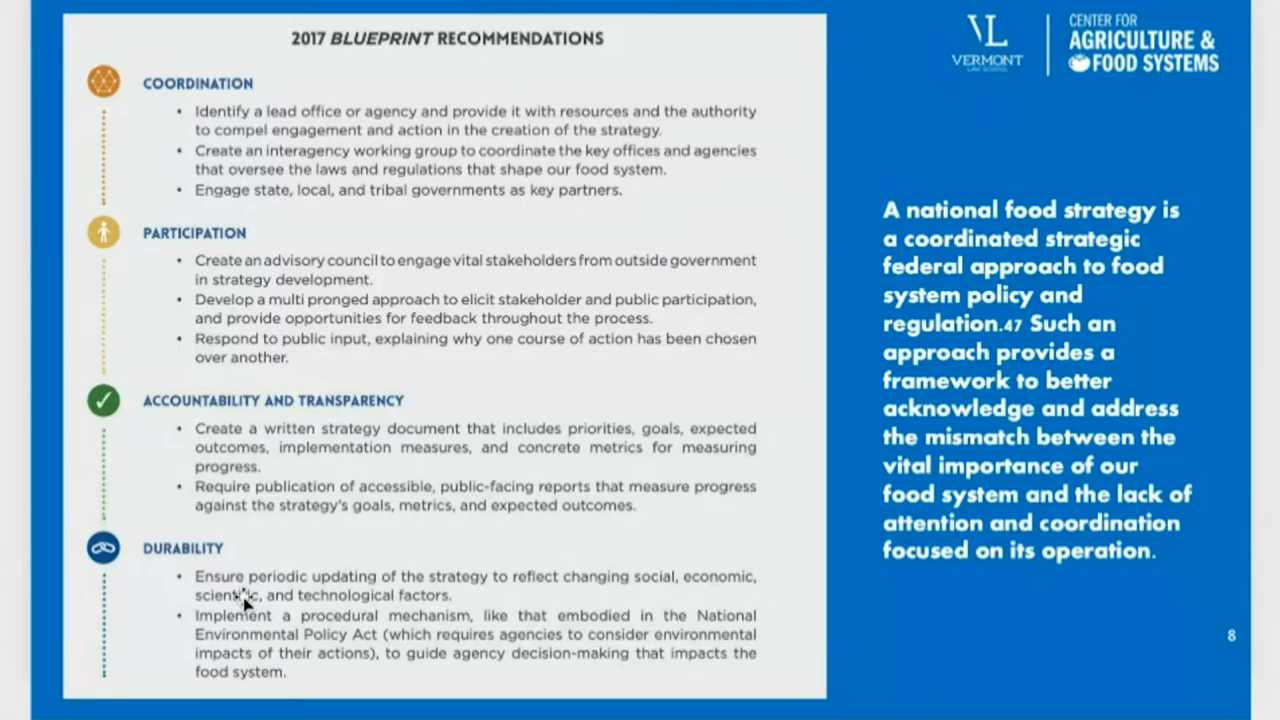 2017 BLUEPRINT RECOMMENDATIONS
COORDINATION
• Identify a lead office or agency and provide it with resources and the authority
to compel engagement and action in the creation of the strategy.
• Create an interagency working group to coordinate the key offices and agencies
that oversee the laws and regulations that shape our food system.
• Engage state, local, and tribal governments as key partners.
PARTICIPATION
• Create an advisory council to engage vital stakeholders from outside government
in strategy development.
• Develop a multi pronged approach to elicit stakeholder and public participation,
and provide opportunities for feedback throughout the process.
• Respond to public input, explaining why one course of action has been chosen
over another.
ACCOUNTABILITY AND TRANSPARENCY
• Create a written strategy document that includes priorities, goals, expected
outcomes, implementation measures, and concrete metrics for measuring
progress.
• Require publication of accessible, public-facing reports that measure progress
against the strategy's goals, metrics, and expected outcomes.
DURABILITY
• Ensure periodic updating of the strategy to reflect changing social, economic,
scientific, and technological factors.
• Implement a procedural mechanism, like that embodied in the National
Environmental Policy Act (which requires agencies to consider environmental
impacts of their actions), to guide agency decision-making that impacts the
food system.
VL
VERMONT
LAW SCHOOL
CENTER FOR
AGRICULTURE &
FOOD SYSTEMS
A national food strategy is
a coordinated strategic
federal approach to food
system policy and
regulation.47 Such an
approach provides a
framework to better
acknowledge and address
the mismatch between the
vital importance of our
food system and the lack of
attention and coordination
focused on its operation.
8